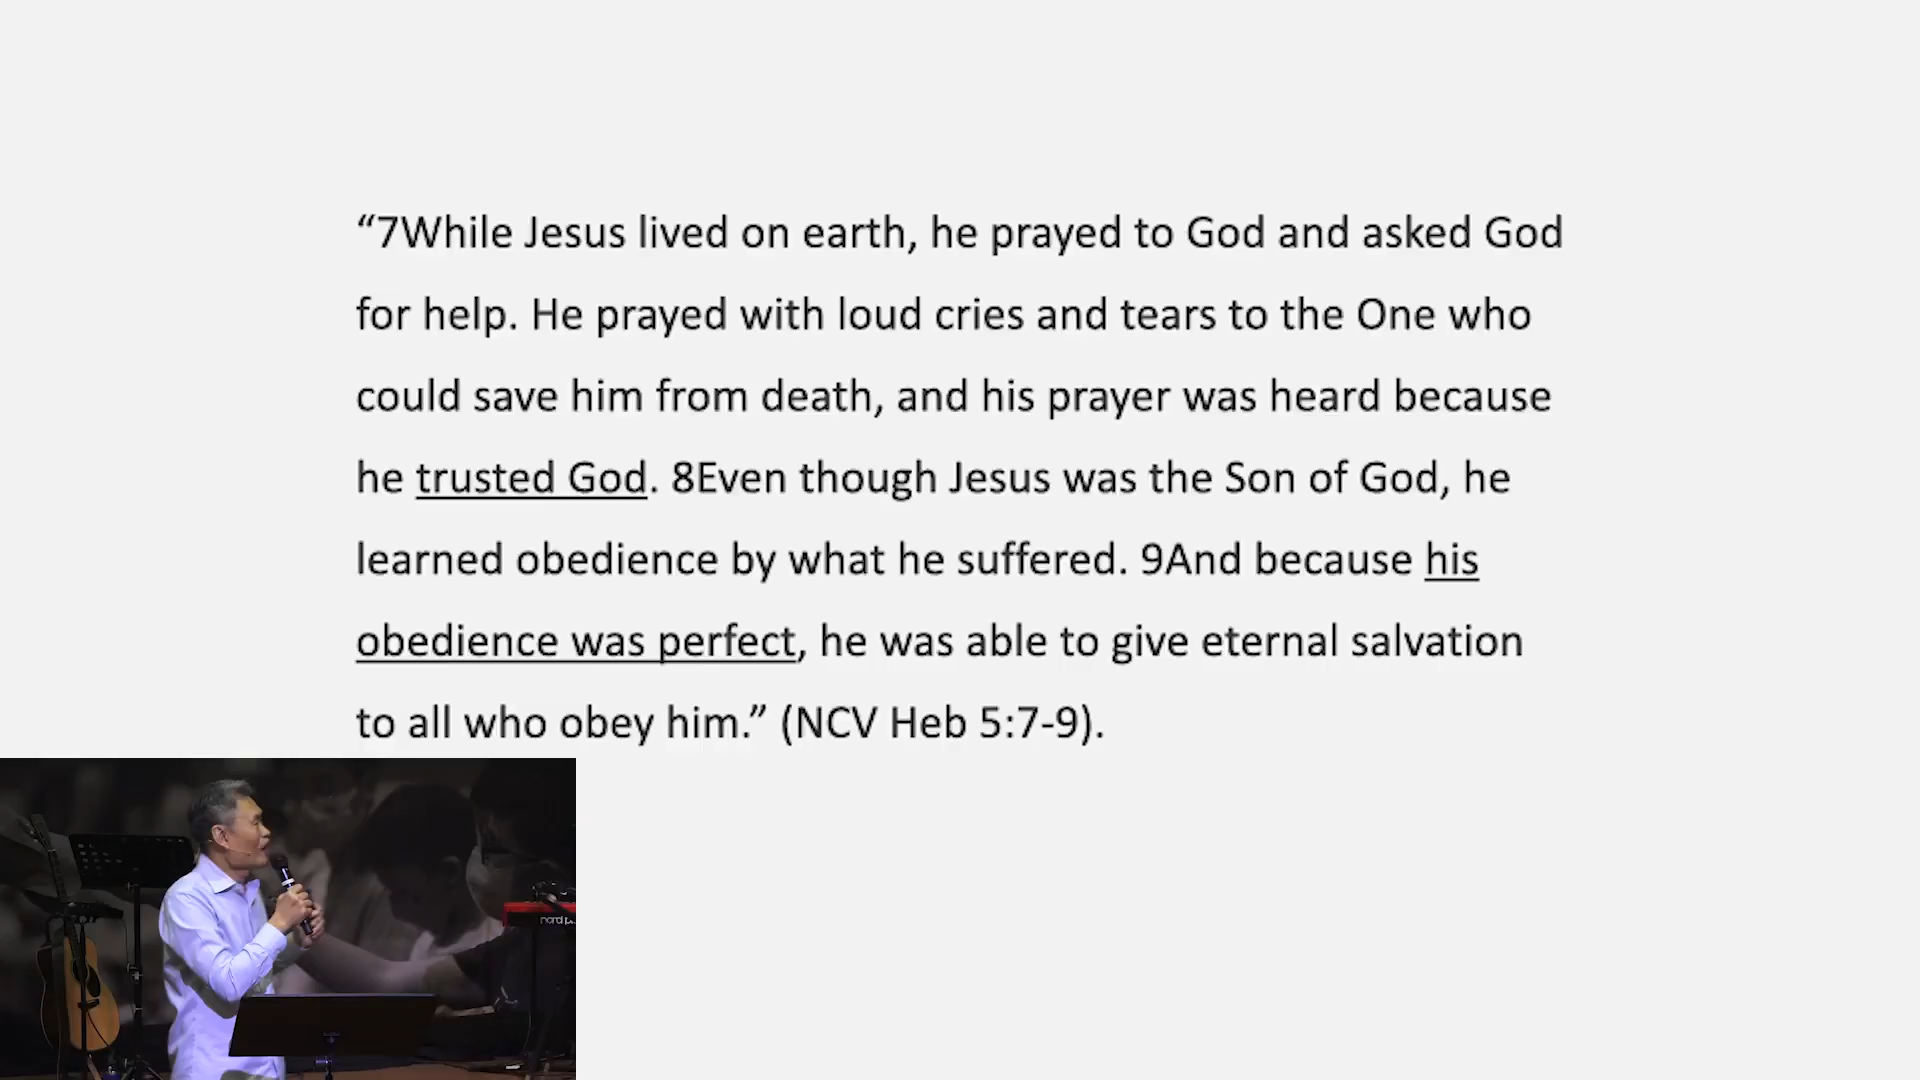 “7While Jesus lived on earth, he prayed to God and asked God
for help. He prayed with loud cries and tears to the One who
could save him from death, and his prayer was heard because
he trusted God. 8Even though Jesus was the Son of God, he
learned obedience by what he suffered. 9And because his
obedience was perfect, he was able to give eternal salvation
to all who obey him.” (NCV Heb 5:7-9).
nord